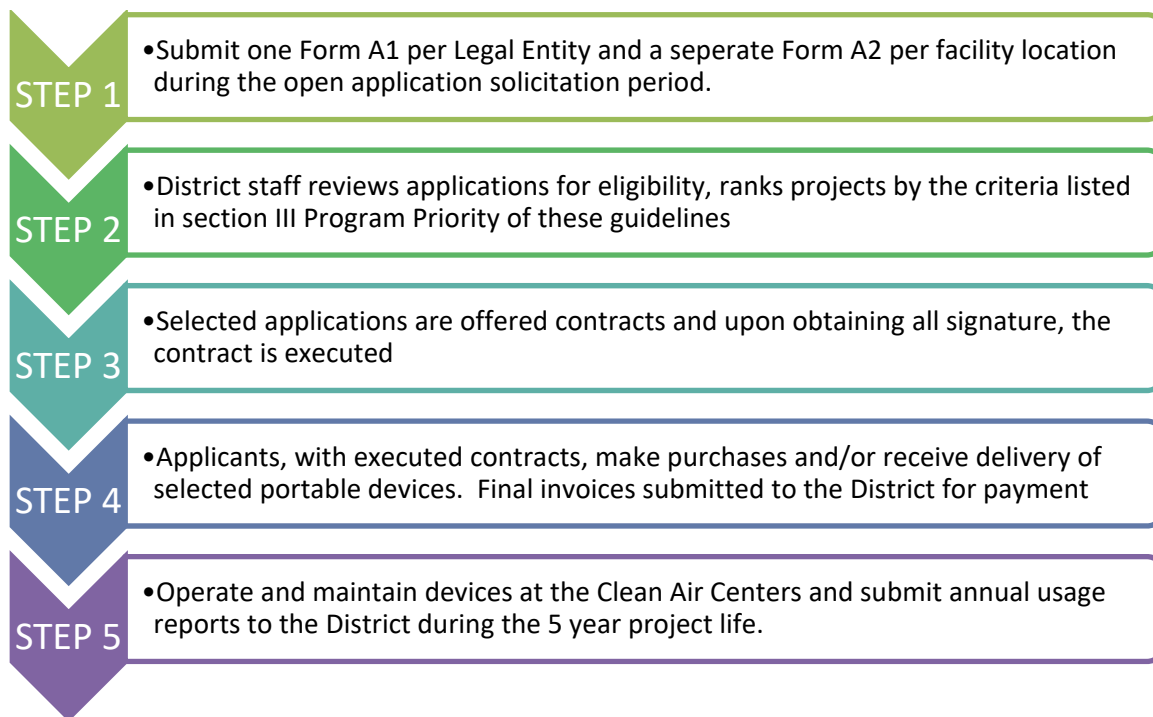 STEP 1
•Submit one Form A1 per Legal Entity and a seperate Form A2 per facility location
during the open application solicitation period.
STEP 2
•District staff reviews applications for eligibility, ranks projects by the criteria listed
in section III Program Priority of these guidelines
STEP 3
•Selected applications are offered contracts and upon obtaining all signature, the
contract is executed
STEP 4
•Applicants, with executed contracts, make purchases and/or receive delivery of
selected portable devices.  Final invoices submitted to the District for payment
STEP 5
•Operate and maintain devices at the Clean Air Centers and submit annual usage
reports to the District during the 5 year project life.